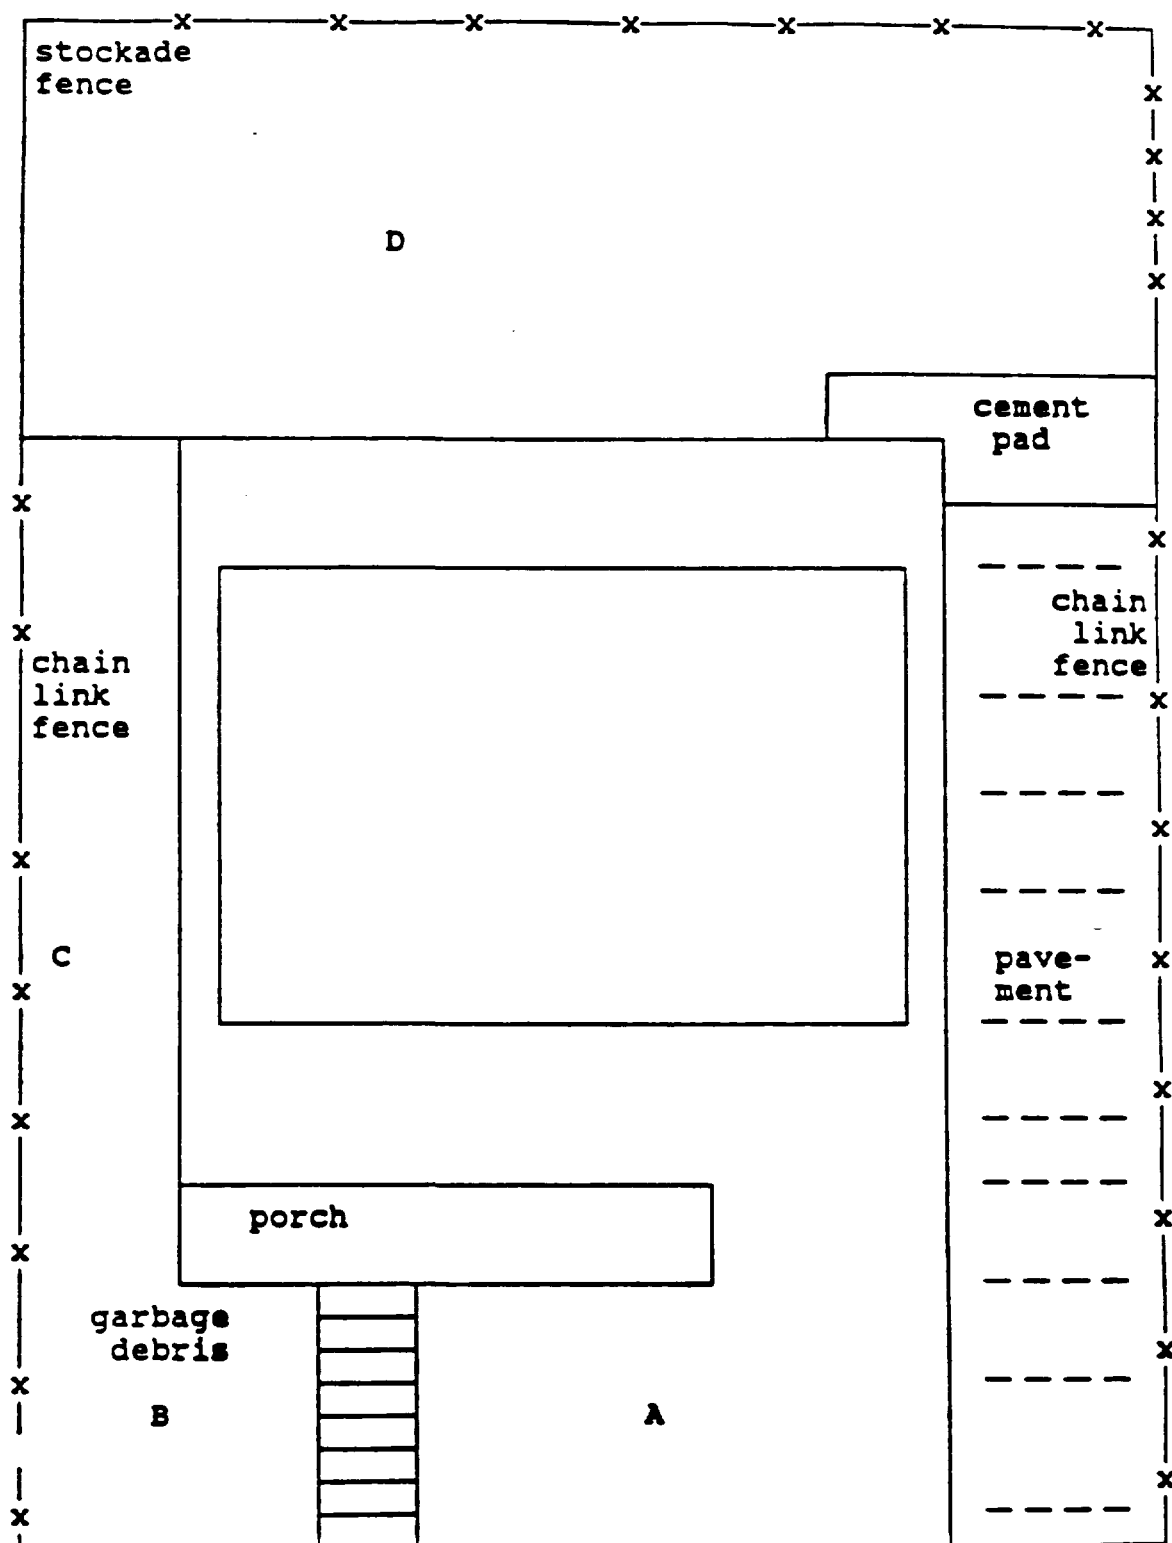 stockade
fence
D
cement
pad
chain
link
fence
chain
link
fence
C
pave-
ment
porch
garbage
debris
B
A